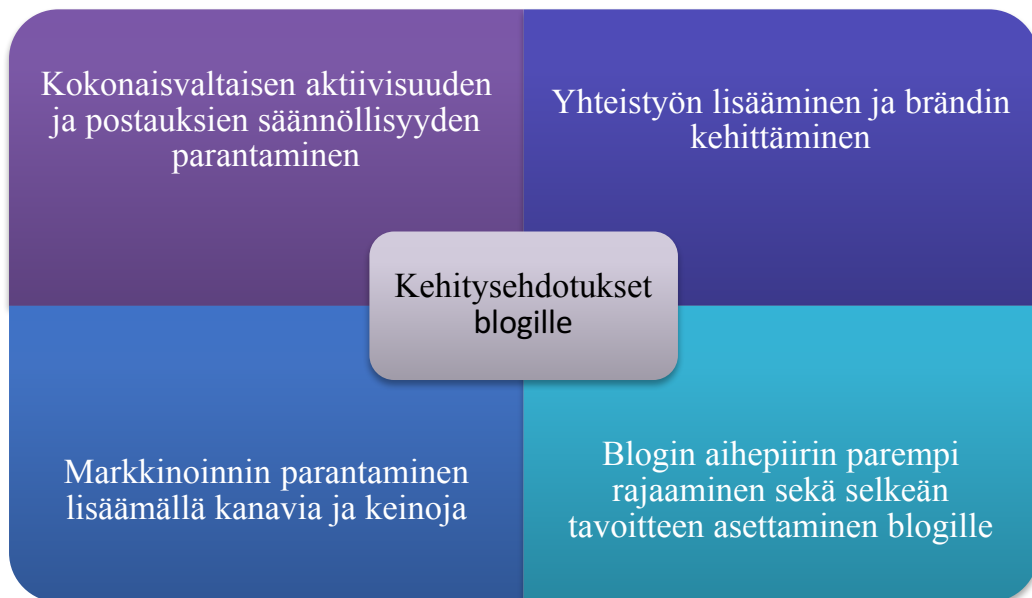 Kokonaisvaltaisen aktiivisuuden
ja postauksien säännöllisyyden
parantaminen
Yhteistyön lisääminen ja brändin
kehittäminen
Kehitysehdotukset
blogille
Markkinoinnin parantaminen
lisäämällä kanavia ja keinoja
Blogin aihepiirin parempi
rajaaminen sekä selkeän
tavoitteen asettaminen blogille